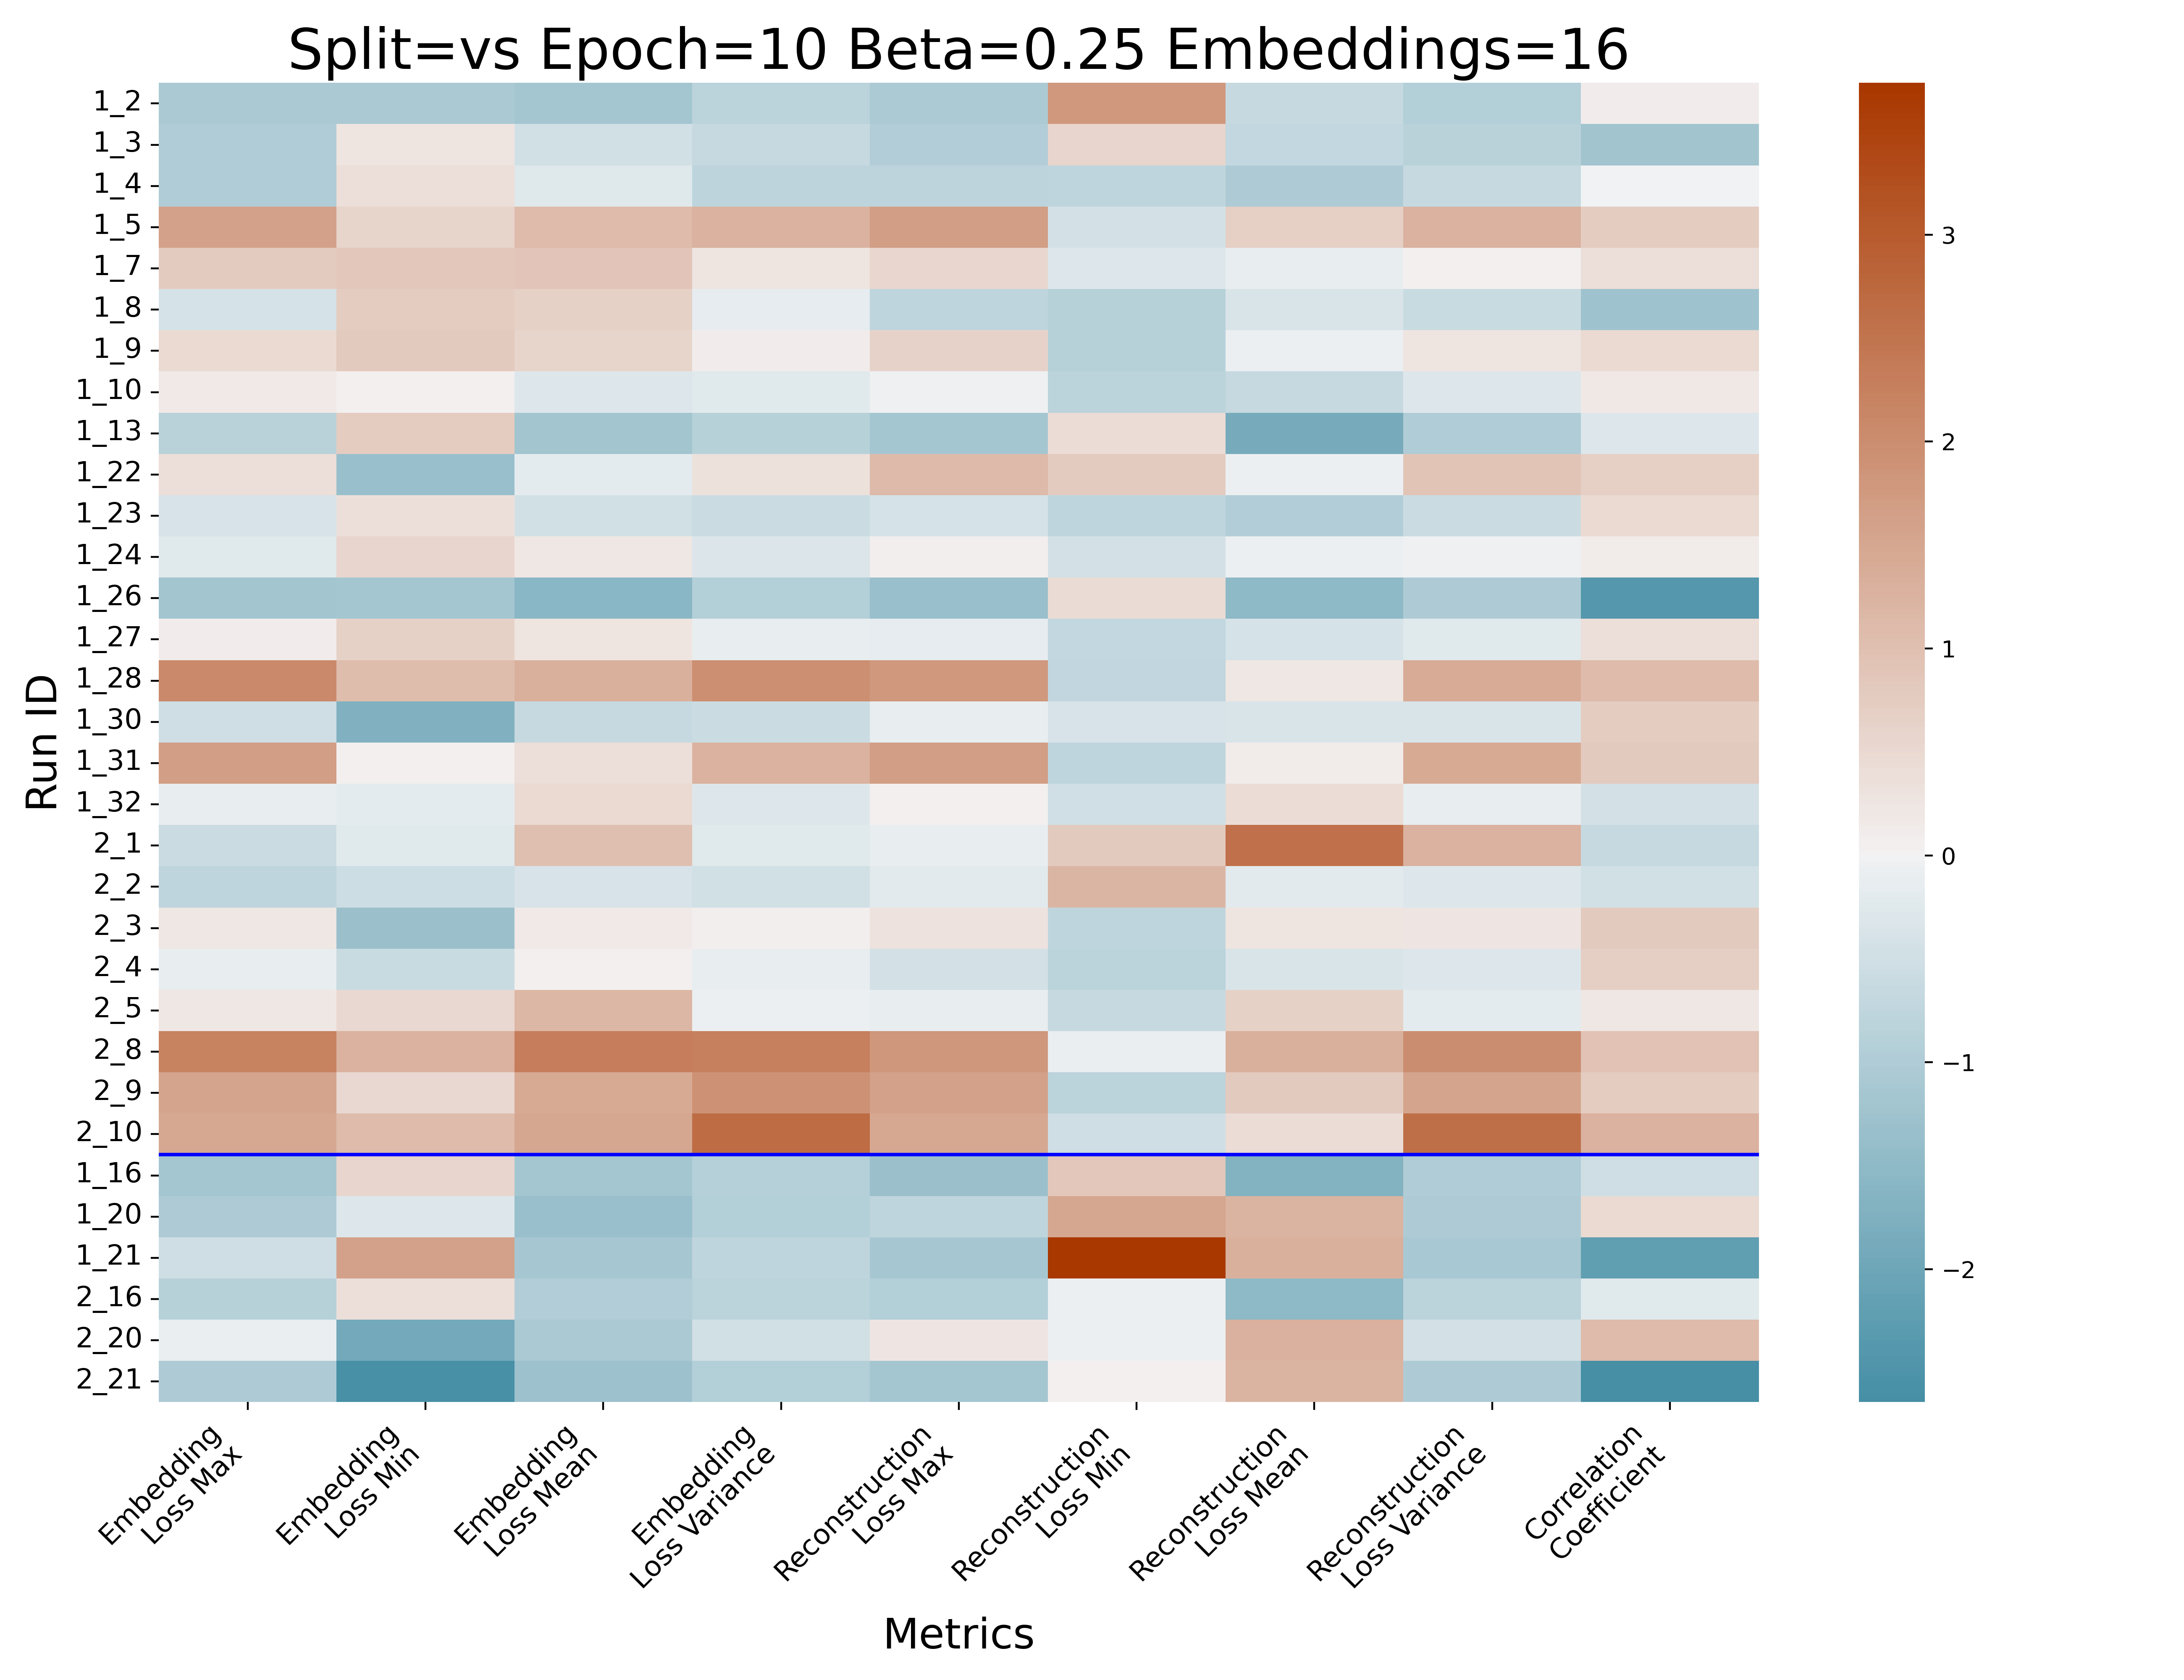 Split=vs Epoch=10 Beta=0.25 Embeddings=16
Run ID
1_2
1_3
1_4
1_5
1_7
1_8
1_9
1_10
1_13
1_22
1_23
1_24
1_26
1_27
1_28
1_30
1_31
1_32
2_1
2_2
2_3
2_4
2_5
2_8
2_9
2_10
1_16
1_20
1_21
2_16
2_20
2_21
Embedding
Loss Max
Embedding
Loss Min
Embedding
Loss Mean
Embedding
Loss Variance
Reconstruction
Loss Max
Reconstruction
Loss Min
Reconstruction
Loss Mean
Reconstruction
Loss Variance
Correlation
Coefficient
Metrics
3
2
1
0
−1
−2